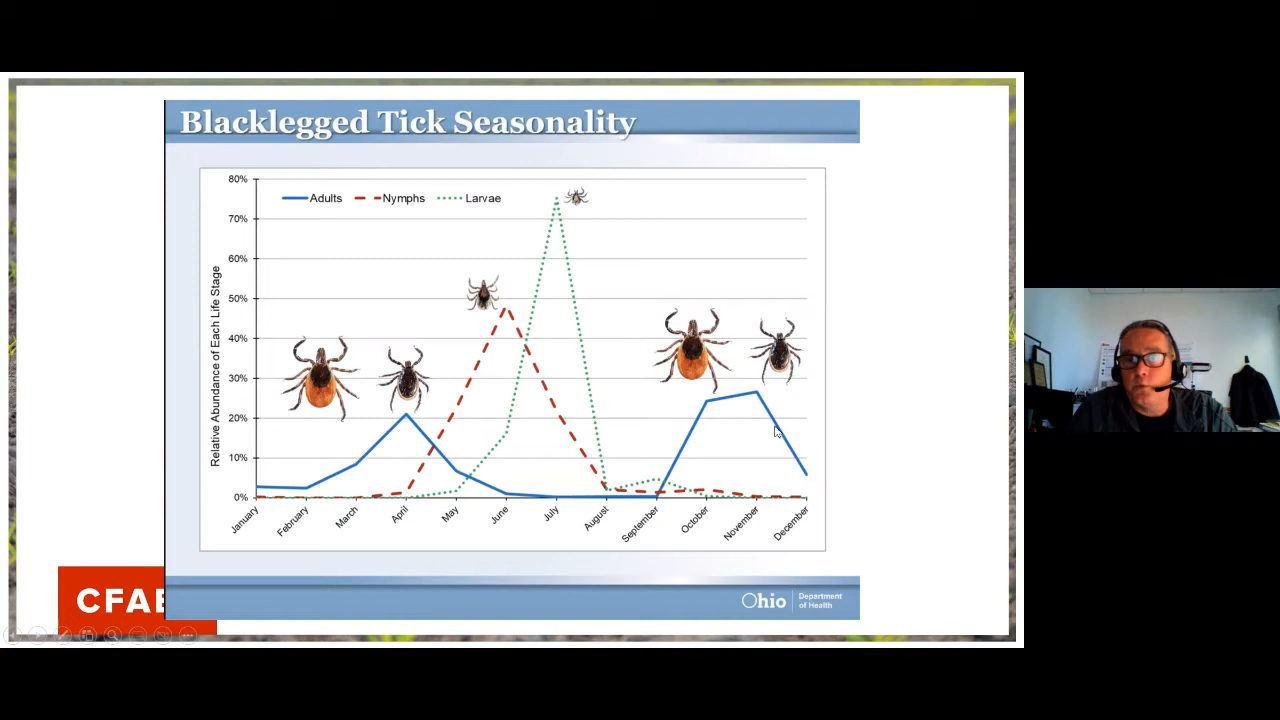 Blacklegged Tick Seasonality
80%
Adults Nymphs Larvae
70%
60%
50%
40%
30%
20%
10%
0%
Relative Abundance of Each Life Stage
January February March April May June July August September October November December
CFAE
Ohio Department
of Health